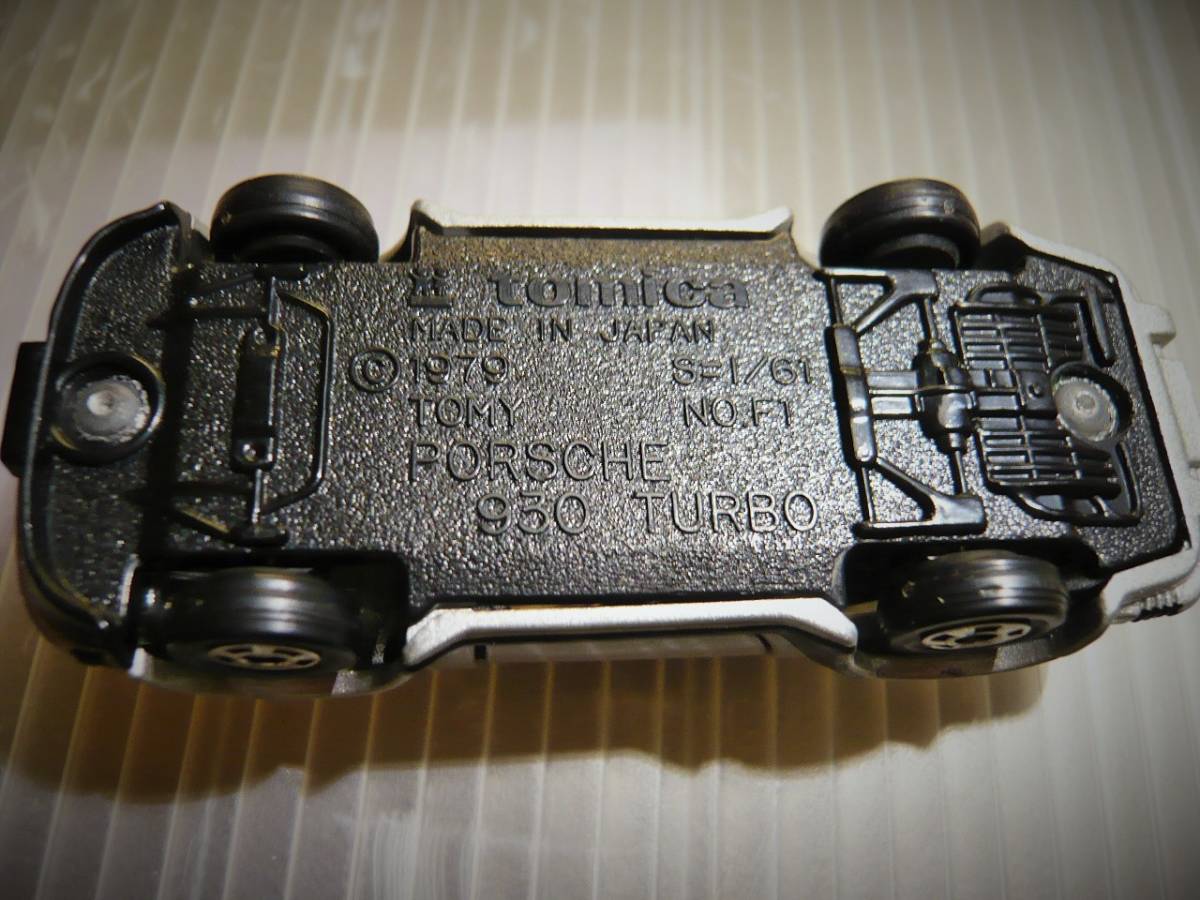 tomica
MADE IN JAPAN
©1979 S=1/61
TOMY NO.F1
PORSCHE
930 TURBO